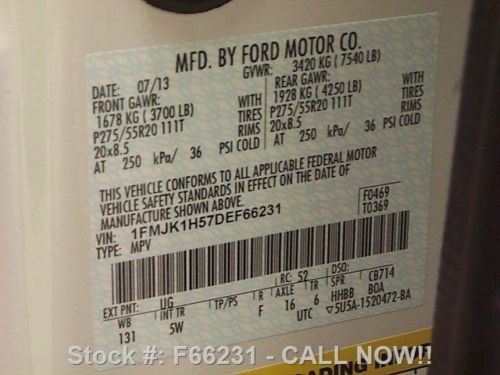 MFD. BY FORD MOTOR CO.
DATE: 07/13 GVWR: 3420 KG ( 7540 LB)
FRONT GAWR: REAR GAWR:
1678 KG ( 3700 LB) WITH 1928 KG ( 4250 LB) WITH
P275/55R20 111T TIRES P275/55R20 111T TIRES
20x8.5 RIMS 20x8.5 RIMS
AT 250 kPa/ 36 PSI COLD AT 250 kPa/ 36 PSI COLD
THIS VEHICLE CONFORMS TO ALL APPLICABLE FEDERAL MOTOR
VEHICLE SAFETY STANDARDS IN EFFECT ON THE DATE OF
MANUFACTURE SHOWN ABOVE.
VIN: 1FMJK1H57DEF66231 F0469
TYPE: MPV T0369
EXT PNT: UG RC: 52 DSO:
WB INT TR TP/PS R AXLE TR SPR CB714
131 5W F 16 6 HHBB BOA
UTC ▽5U5A-1520472-BA
Stock #: F66231 - CALL NOW!!